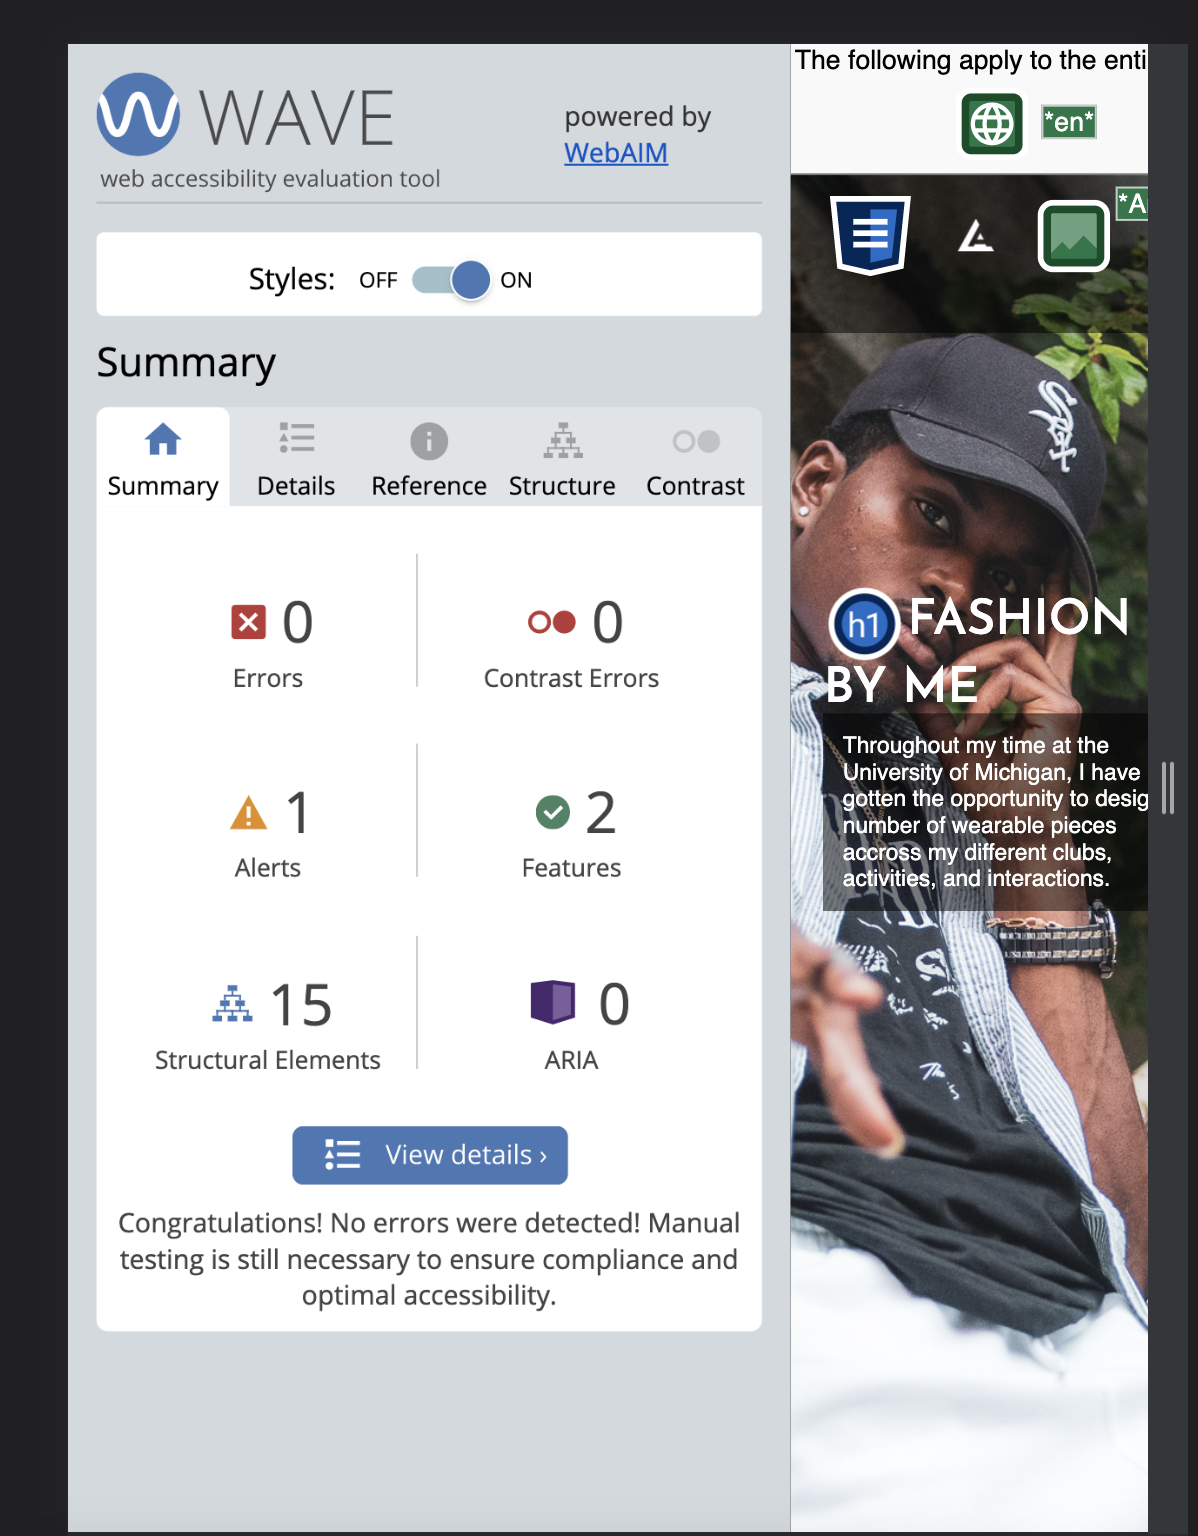 WAVE
powered by
WebAIM
web accessibility evaluation tool
Styles: OFF ON
Summary
Summary Details Reference Structure Contrast
0 0
Errors Contrast Errors
1 2
Alerts Features
15 0
Structural Elements ARIA
View details ›
Congratulations! No errors were detected! Manual
testing is still necessary to ensure compliance and
optimal accessibility.
The following apply to the enti
*en*
*A
Sox
h1 FASHION
BY ME
Throughout my time at the
University of Michigan, I have
gotten the opportunity to desig
number of wearable pieces
accross my different clubs,
activities, and interactions.